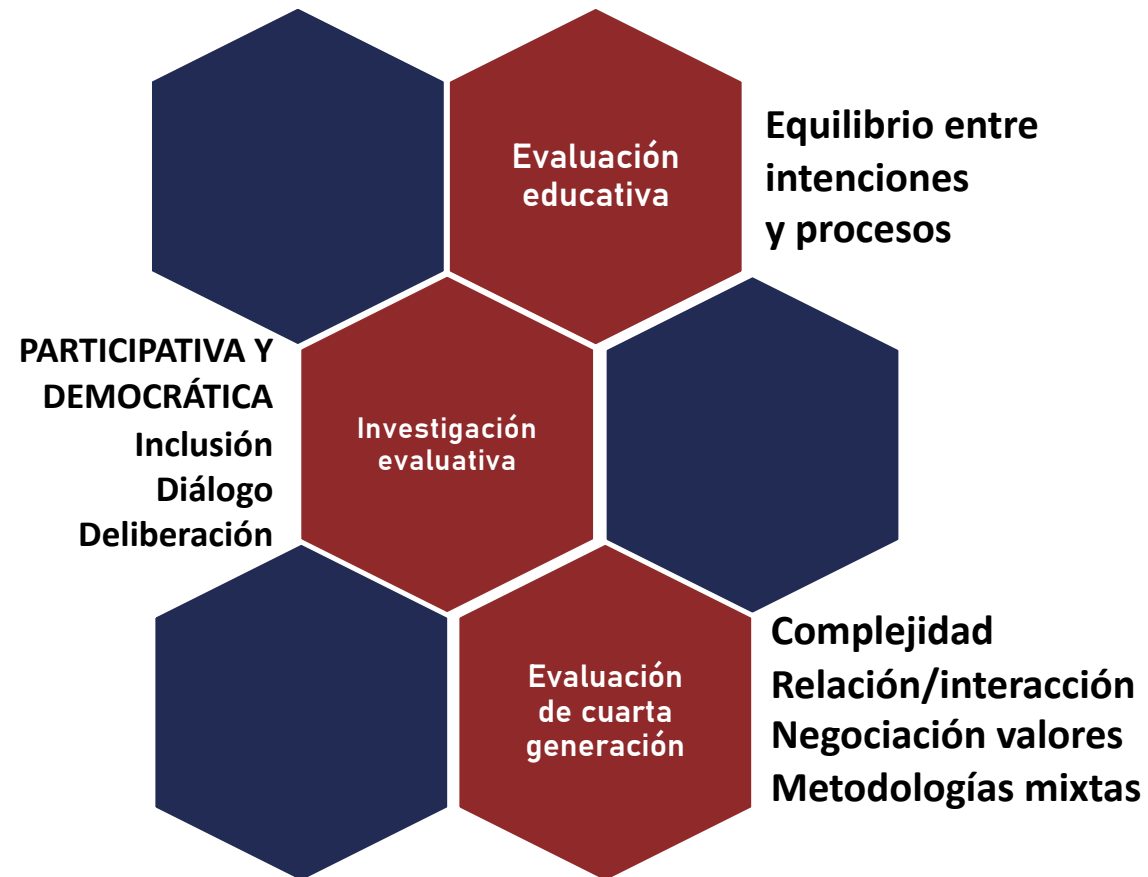 Evaluación
educativa
Equilibrio entre
intenciones
y procesos
PARTICIPATIVA Y
DEMOCRÁTICA
Inclusión
Diálogo
Deliberación
Investigación
evaluativa
Evaluación
de cuarta
generación
Complejidad
Relación/interacción
Negociación valores
Metodologías mixtas